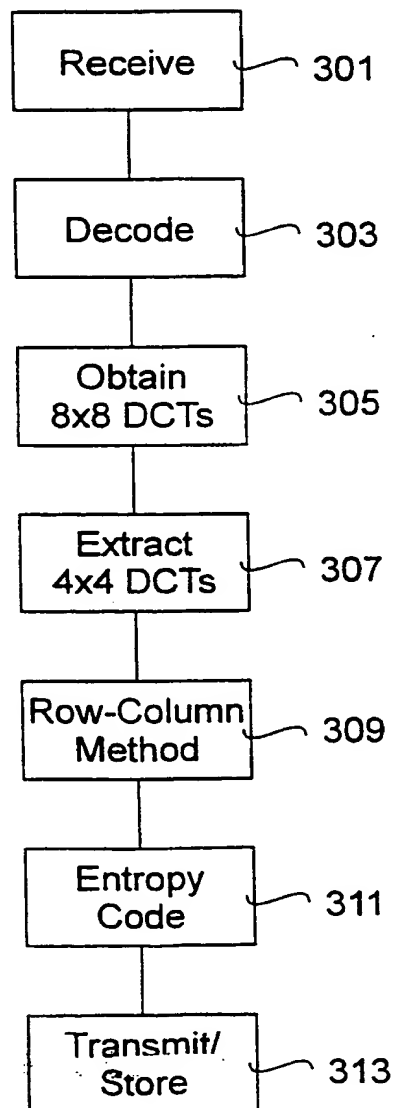 Receive 301
Decode 303
Obtain
8x8 DCTs 305
Extract
4x4 DCTs 307
Row-Column
Method 309
Entropy
Code 311
Transmit/
Store 313